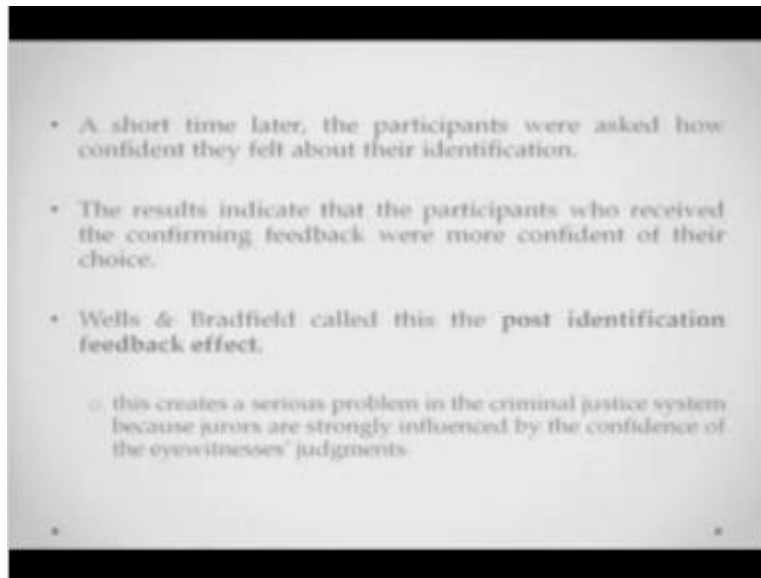 • A short time later, the participants were asked how
confident they felt about their identification.
• The results indicate that the participants who received
the confirming feedback were more confident of their
choice.
• Wells & Bradfield called this the post identification
feedback effect.
○ this creates a serious problem in the criminal justice system
because jurors are strongly influenced by the confidence of
the eyewitnesses' judgments